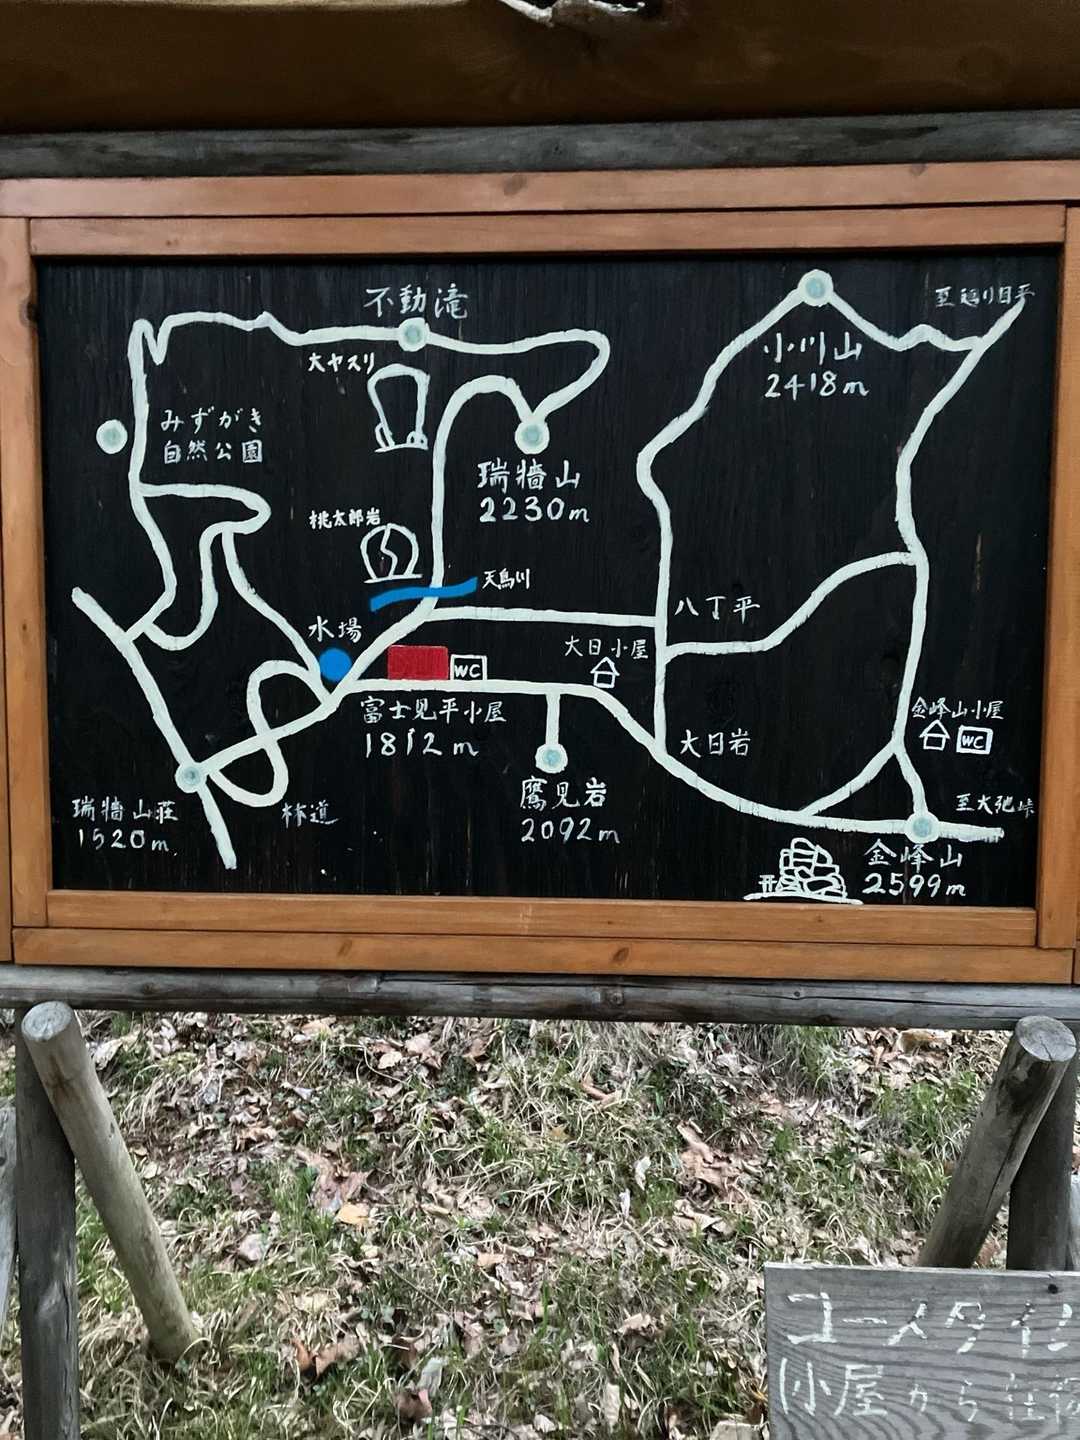 不動滝
至廻り目平
大ヤスリ
小川山
2418m
みずがき
自然公園
瑞牆山
2230m
桃太郎岩
天鳥川
八丁平
水場
大日小屋
WC
富士見平小屋
1812m
金峰山小屋
WC
大日岩
鷹見岩
2092m
瑞牆山荘
1520m
林道
至大弛峠
金峰山
2599m
コースタイ
小屋から